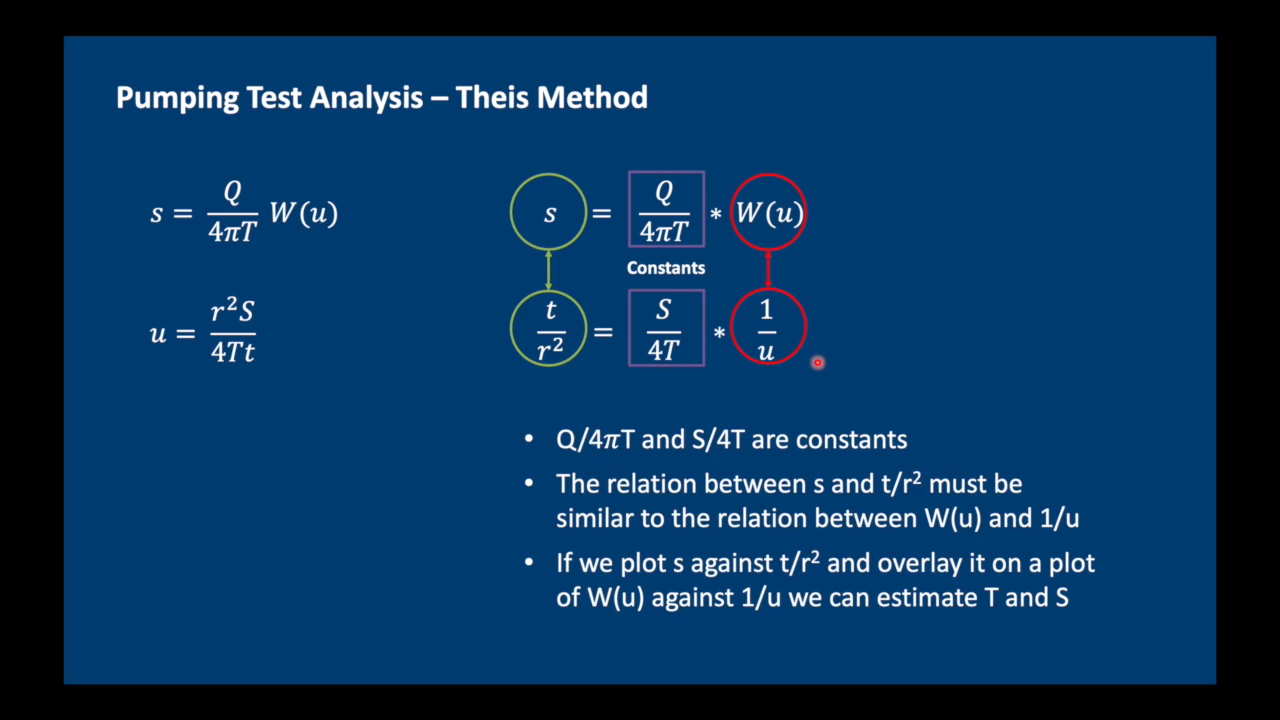 Pumping Test Analysis – Theis Method
s = Q/4πT W(u)
u = r²S/4Tt
s = Q/4πT * W(u)
Constants
t/r² = S/4T * 1/u
• Q/4πT and S/4T are constants
• The relation between s and t/r² must be
similar to the relation between W(u) and 1/u
• If we plot s against t/r² and overlay it on a plot
of W(u) against 1/u we can estimate T and S